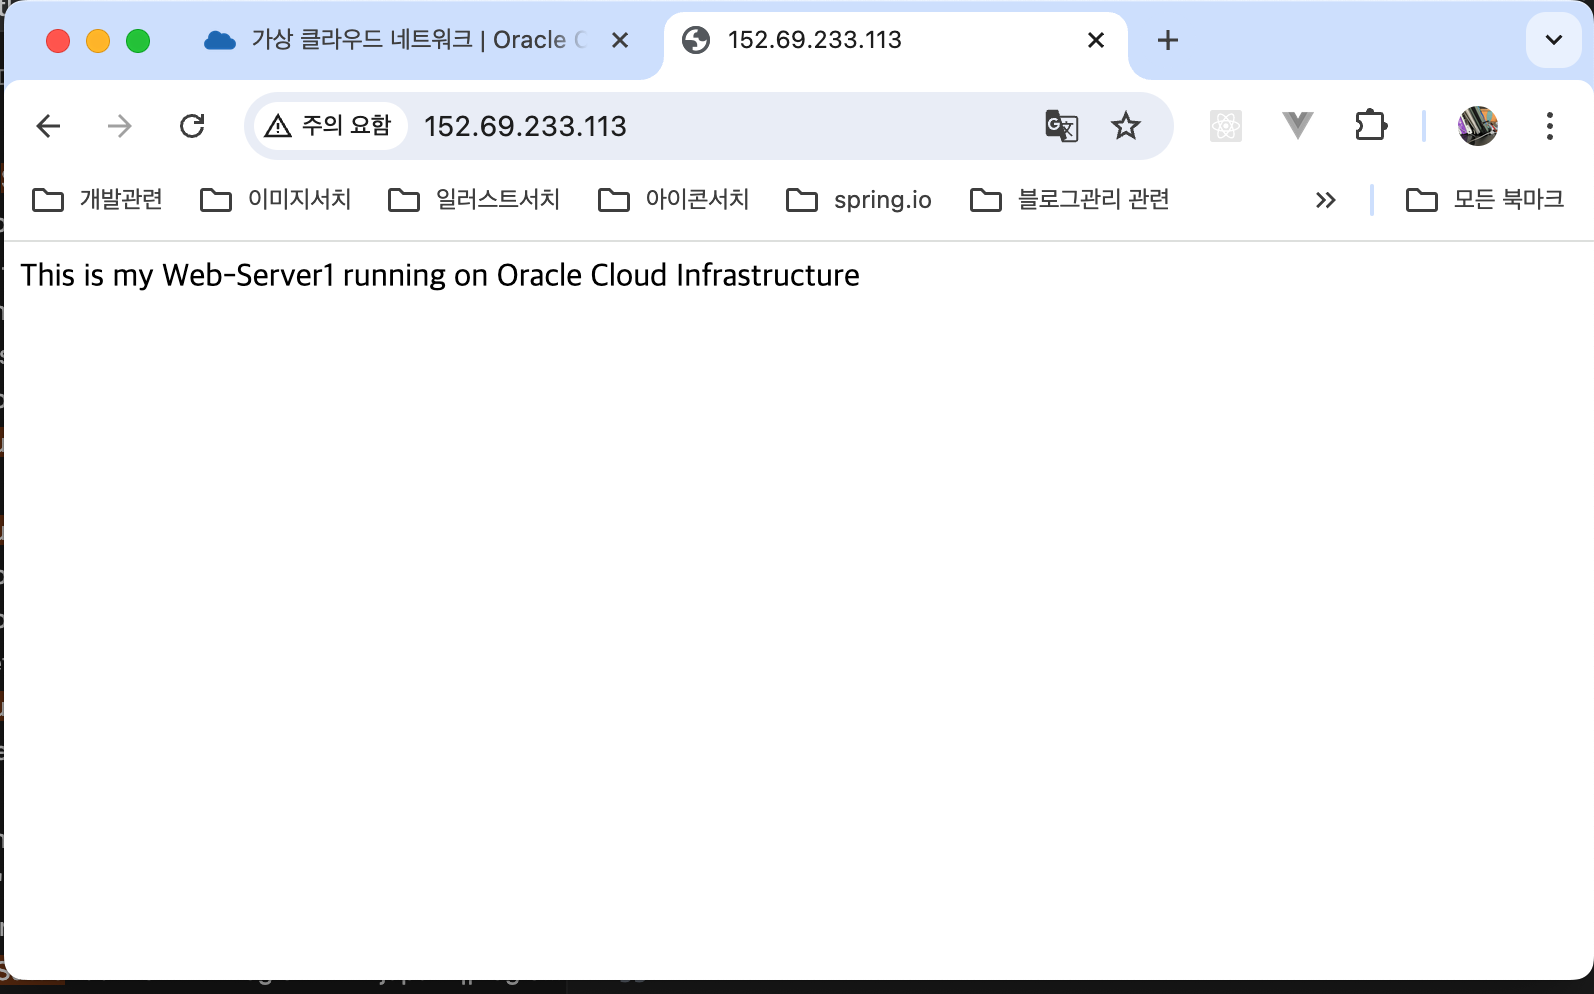 가상 클라우드 네트워크 | Oracle C
152.69.233.113
주의 요함 152.69.233.113
개발관련 이미지서치 일러스트서치 아이콘서치 spring.io 블로그관리 관련 모든 북마크
This is my Web-Server1 running on Oracle Cloud Infrastructure